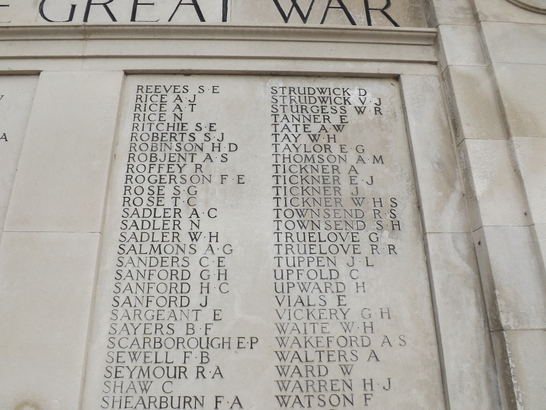 GREAT WAR
REEVES S·E
RICE A·J
RICE A·T
RICE N
RITCHIE S·E
ROBERTS S·J
ROBINSON H·D
ROBJENT A·S
ROFFEY R
ROGERSON F·E
ROSE S·G
ROSE T·C
SADLER A·C
SADLER N
SADLER W·H
SALMONS A·G
SANDERS C·E
SANFORD G·H
SANFORD H·C
SANFORD J
SARGEANT E
SAYERS B·F
SCARBOROUGH E·P
SEWELL F·B
SEYMOUR R·A
SHAW C
SHEARBURN F·A
STRUDWICK D
STRUDWICK V·J
STURGESS W·R
TANNER E
TATE A·W
TAY W·H
TAYLOR E·G
THOMSON A·M
TICKNER A
TICKNER E·J
TICKNER J
TICKNER W·H·S
TOWNSEND R·S
TOWNSEND S·H
TRUELOVE G
TRUELOVE R·R
TUPPEN J·L
UPFOLD C
UPWARD H
VIALS E
VICKERY G·H
WAITE W·H
WAKEFORD A·S
WALTERS A
WARD W
WARREN H·J
WATSON F